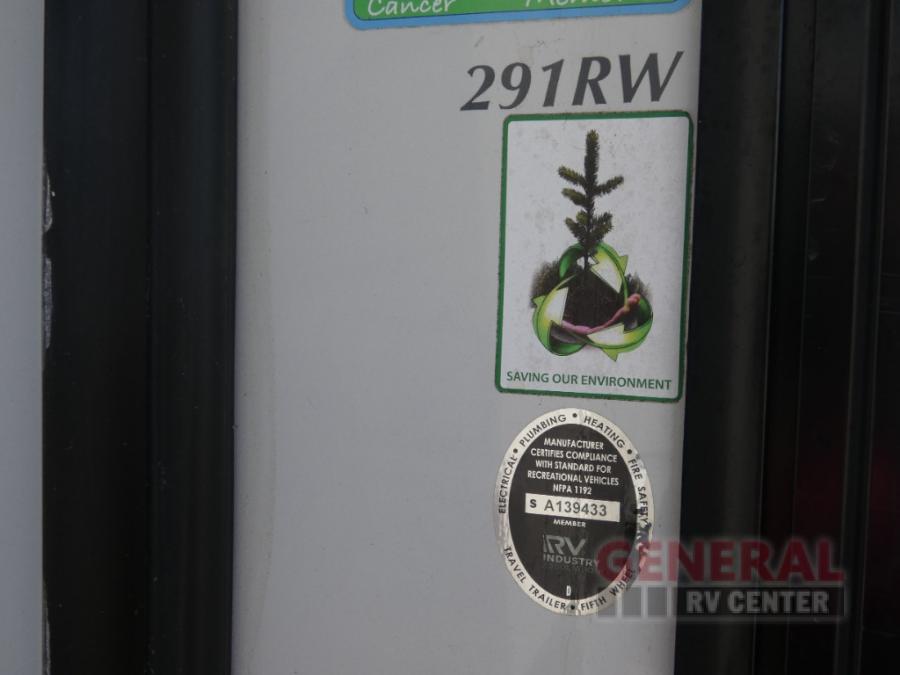 Cancer
291RW
SAVING OUR ENVIRONMENT
ELECTRICAL • PLUMBING • HEATING • FIRE SAFETY
MANUFACTURER
CERTIFIES COMPLIANCE
WITH STANDARD FOR
RECREATIONAL VEHICLES
NFPA 1192
S A139433
MEMBER
RV
INDUSTRY
D
TRAVEL TRAILER • FIFTH WHEEL
GENERAL
RV CENTER